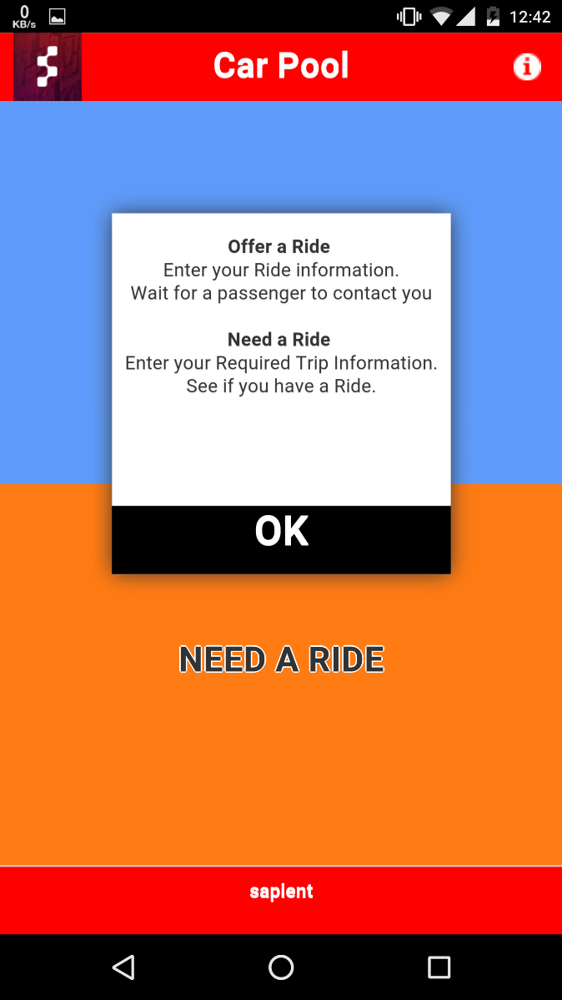 0
KB/s
12:42
Car Pool
Offer a Ride
Enter your Ride information.
Wait for a passenger to contact you
Need a Ride
Enter your Required Trip Information.
See if you have a Ride.
OK
NEED A RIDE
sapient